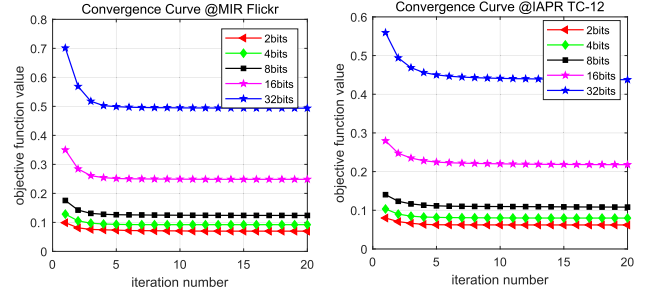 Convergence Curve @MIR Flickr
0.8
0.7
0.6
0.5
0.4
0.3
0.2
0.1
0
objective function value
2bits
4bits
8bits
16bits
32bits
0 5 10 15 20
iteration number
Convergence Curve @IAPR TC-12
0.6
0.5
0.4
0.3
0.2
0.1
0
objective function value
2bits
4bits
8bits
16bits
32bits
0 5 10 15 20
iteration number